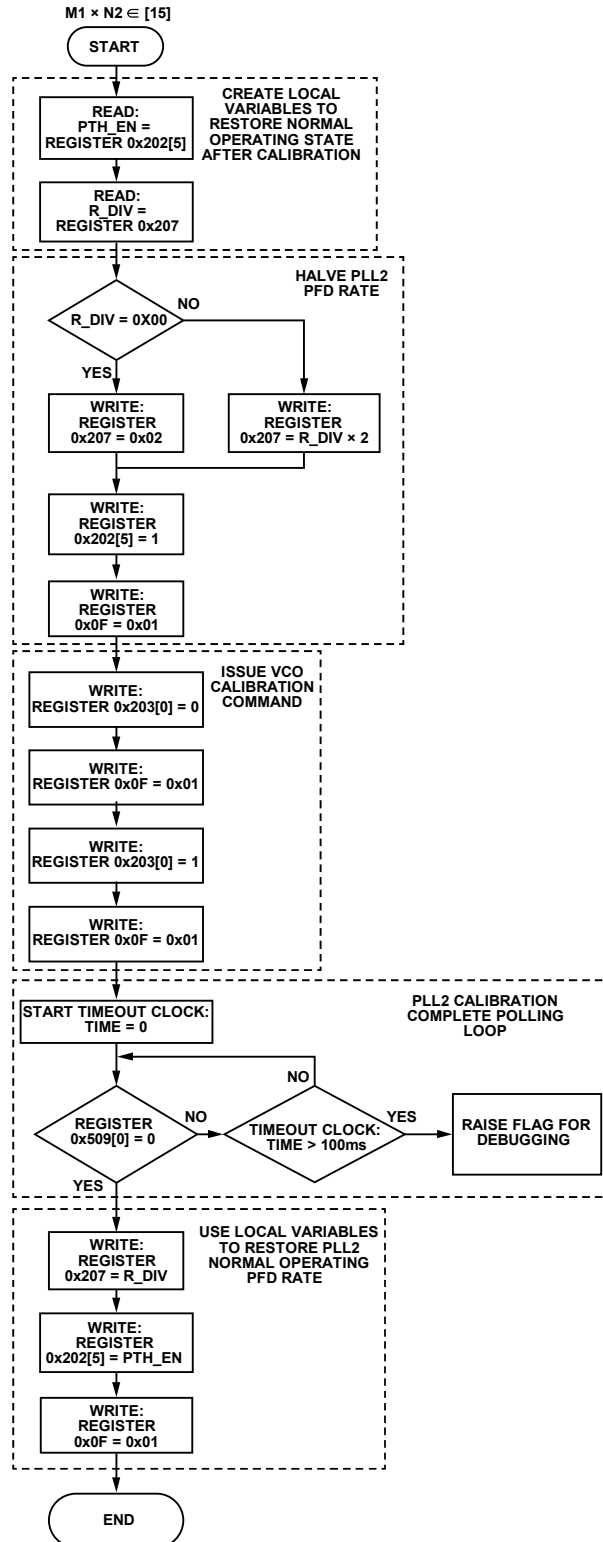 M1 × N2 ∈ [15]
START
CREATE LOCAL
VARIABLES TO
RESTORE NORMAL
OPERATING STATE
AFTER CALIBRATION
READ:
PTH_EN =
REGISTER 0x202[5]
READ:
R_DIV =
REGISTER 0x207
HALVE PLL2
PFD RATE
R_DIV = 0X00
NO
YES
WRITE:
REGISTER
0x207 = 0x02
WRITE:
REGISTER
0x207 = R_DIV × 2
WRITE:
REGISTER
0x202[5] = 1
WRITE:
REGISTER
0x0F = 0x01
ISSUE VCO
CALIBRATION
COMMAND
WRITE:
REGISTER 0x203[0] = 0
WRITE:
REGISTER 0x0F = 0x01
WRITE:
REGISTER 0x203[0] = 1
WRITE:
REGISTER 0x0F = 0x01
PLL2 CALIBRATION
COMPLETE POLLING
LOOP
START TIMEOUT CLOCK:
TIME = 0
NO
REGISTER
0x509[0] = 0
NO
TIMEOUT CLOCK:
TIME > 100ms
YES
RAISE FLAG FOR
DEBUGGING
YES
USE LOCAL VARIABLES
TO RESTORE PLL2
NORMAL OPERATING
PFD RATE
WRITE:
REGISTER
0x207 = R_DIV
WRITE:
REGISTER
0x202[5] = PTH_EN
WRITE:
REGISTER
0x0F = 0x01
END